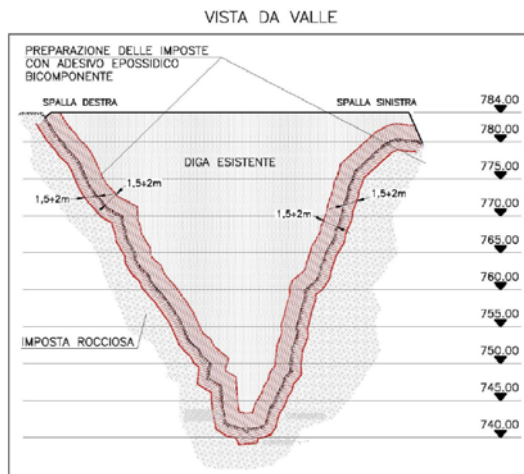 VISTA DA VALLE
PREPARAZIONE DELLE IMPOSTE
CON ADESIVO EPOSSIDICO
BICOMPONENTE
SPALLA DESTRA
SPALLA SINISTRA
784.00
780.00
DIGA ESISTENTE
775.00
1,5÷2m
1,5÷2m
770.00
1,5÷2m
1,5÷2m
765.00
760.00
755.00
IMPOSTA ROCCIOSA
750.00
745.00
740.00